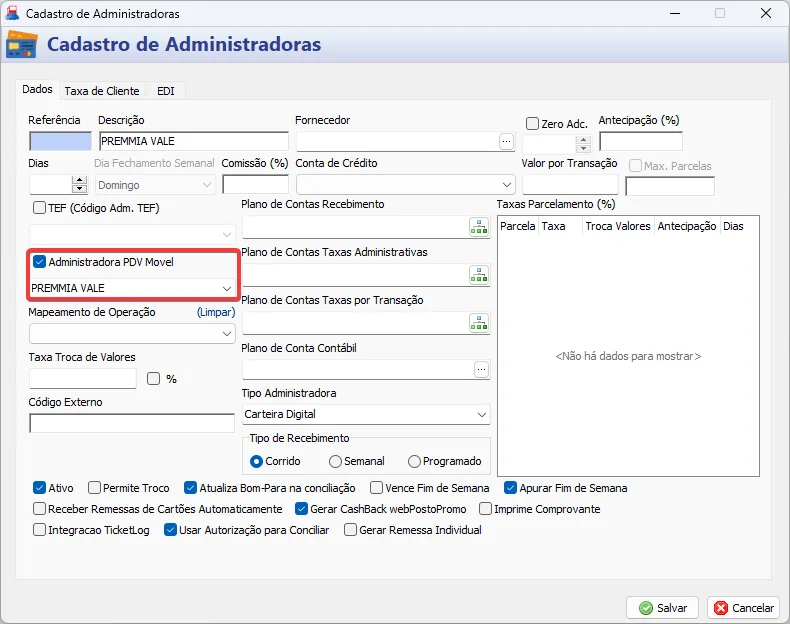 Cadastro de Administradoras
Cadastro de Administradoras
Dados
Taxa de Cliente
EDI
Referência
Descrição
PREMMIA VALE
Fornecedor
Zero Adc.
Antecipação (%)
Dias
Dia Fechamento Semanal
Domingo
Comissão (%)
Conta de Crédito
Valor por Transação
Max. Parcelas
TEF (Código Adm. TEF)
Administradora PDV Movel
PREMMIA VALE
Mapeamento de Operação
(Limpar)
Taxa Troca de Valores
%
Código Externo
Plano de Contas Recebimento
Plano de Contas Taxas Administrativas
Plano de Contas Taxas por Transação
Plano de Conta Contábil
Tipo Administradora
Carteira Digital
Tipo de Recebimento
Corrido
Semanal
Programado
Taxas Parcelamento (%)
Parcela
Taxa
Troca Valores
Antecipação
Dias
<Não há dados para mostrar>
Ativo
Permite Troco
Atualiza Bom-Para na conciliação
Vence Fim de Semana
Apurar Fim de Semana
Receber Remessas de Cartões Automaticamente
Gerar CashBack webPostoPromo
Imprime Comprovante
Integracao TicketLog
Usar Autorização para Conciliar
Gerar Remessa Individual
Salvar
Cancelar